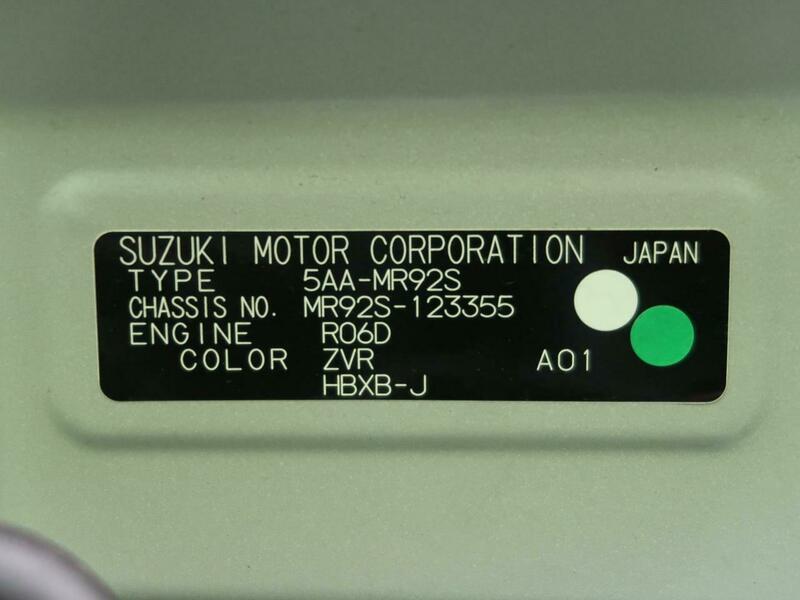 SUZUKI MOTOR CORPORATION JAPAN
TYPE 5AA-MR92S
CHASSIS NO. MR92S-123355
ENGINE R06D
COLOR ZVR A01
HBXB-J